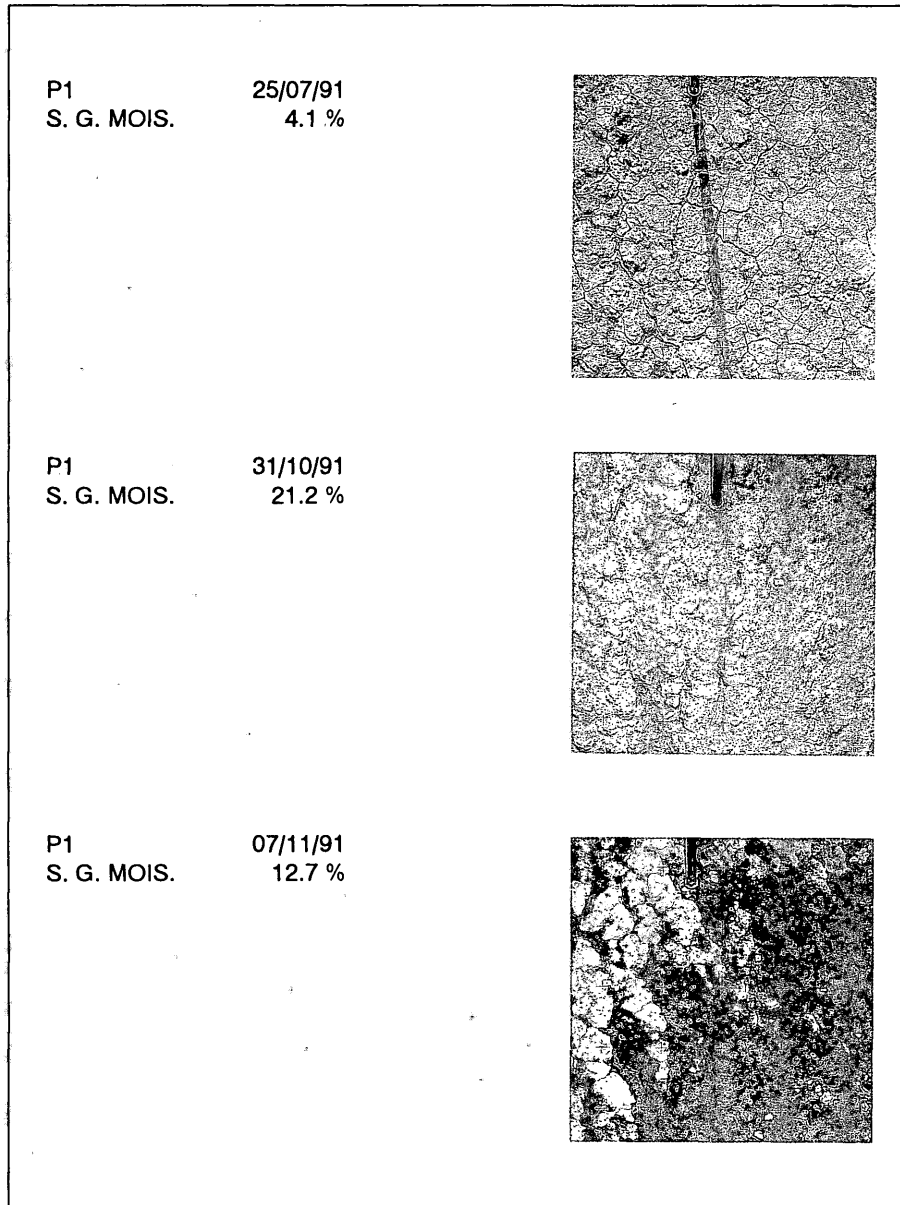 P1 25/07/91
S. G. MOIS. 4.1 %
P1 31/10/91
S. G. MOIS. 21.2 %
P1 07/11/91
S. G. MOIS. 12.7 %